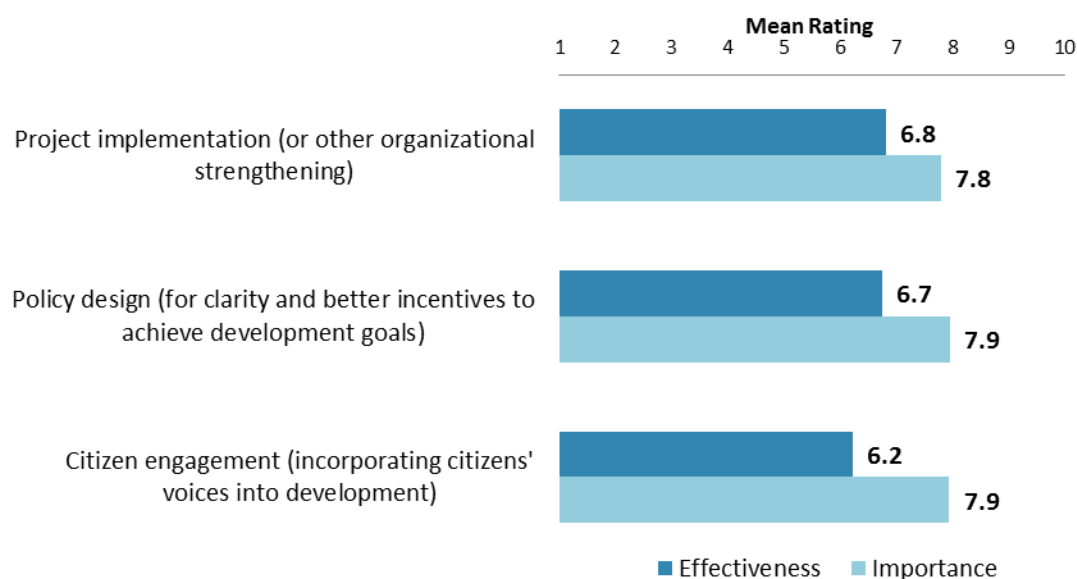 Mean Rating
1 2 3 4 5 6 7 8 9 10
Project implementation (or other organizational
strengthening)
6.8
7.8
Policy design (for clarity and better incentives to
achieve development goals)
6.7
7.9
Citizen engagement (incorporating citizens'
voices into development)
6.2
7.9
Effectiveness Importance